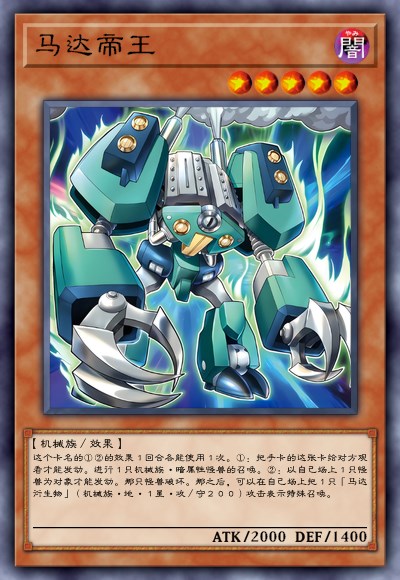 马达帝王
やみ
闇
【机械族／效果】
这个卡名的①②的效果1回合各能使用1次。①：把手卡的这张卡给对方观
看才能发动。进行1只机械族·暗属性怪兽的召唤。②：以自己场上1只怪
兽为对象才能发动。那只怪兽破坏。那之后，可以在自己场上把1只「马达
衍生物」（机械族·地·1星·攻／守200）攻击表示特殊召唤。
ATK/2000 DEF/1400